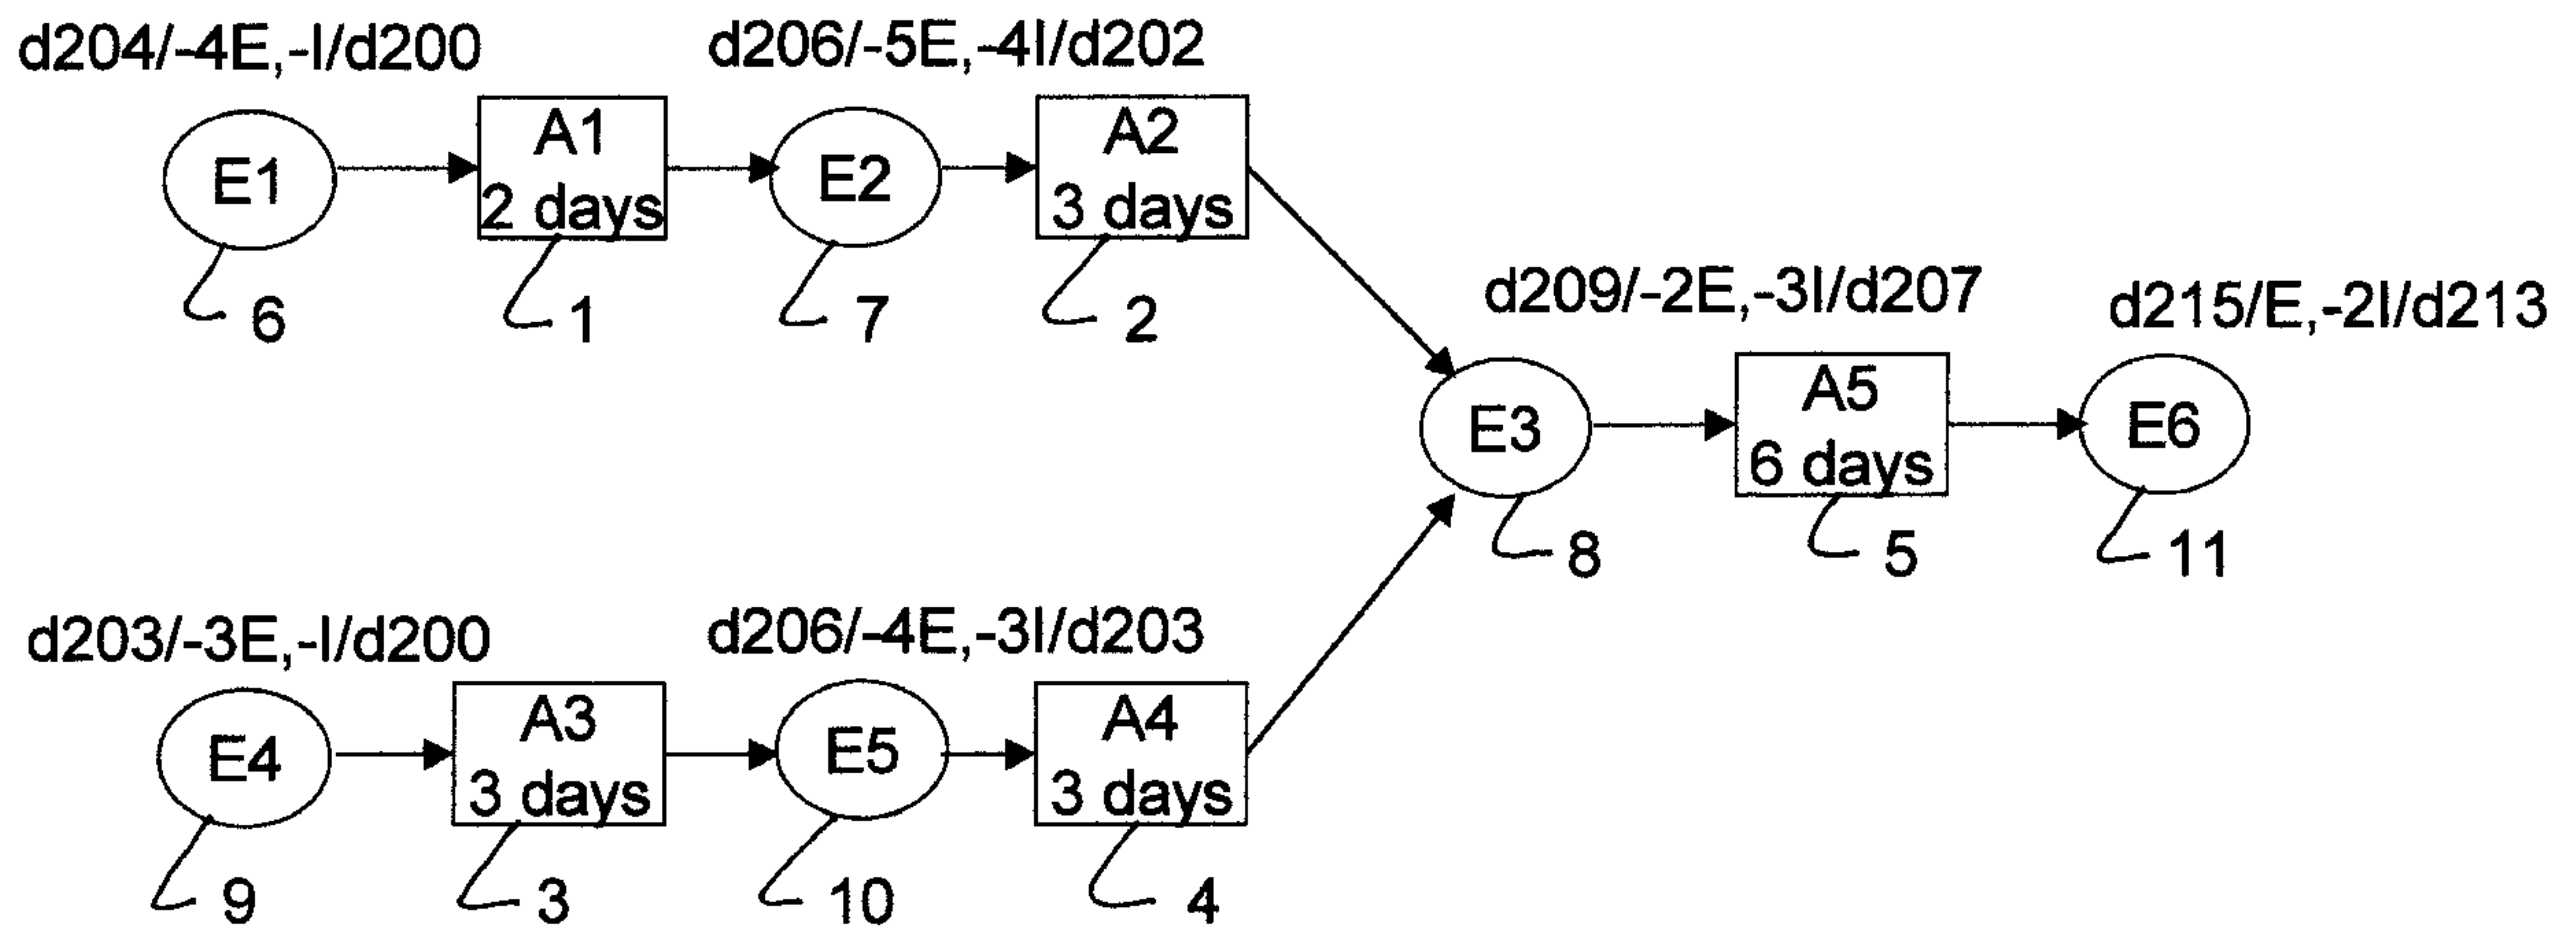 d204/-4E,-I/d200
d206/-5E,-4I/d202
E1
A1
2 days
E2
A2
3 days
6
1
7
2
d209/-2E,-3I/d207
d215/E,-2I/d213
E3
A5
6 days
E6
8
5
11
d203/-3E,-I/d200
d206/-4E,-3I/d203
E4
A3
3 days
E5
A4
3 days
9
3
10
4